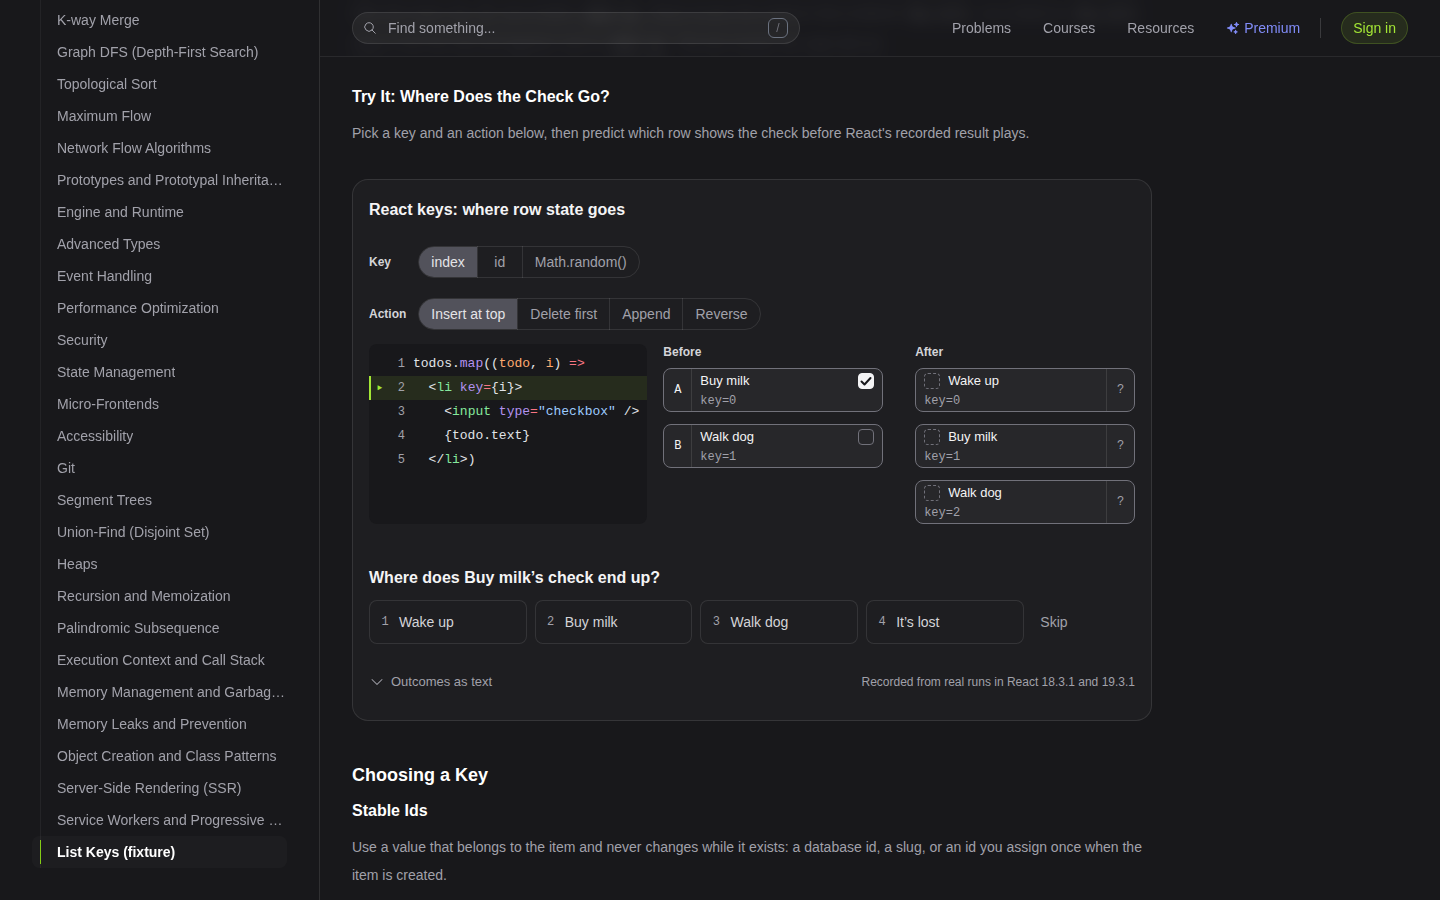 K-way Merge
Graph DFS (Depth-First Search)
Topological Sort
Maximum Flow
Network Flow Algorithms
Prototypes and Prototypal Inherita…
Engine and Runtime
Advanced Types
Event Handling
Performance Optimization
Security
State Management
Micro-Frontends
Accessibility
Git
Segment Trees
Union-Find (Disjoint Set)
Heaps
Recursion and Memoization
Palindromic Subsequence
Execution Context and Call Stack
Memory Management and Garbag…
Memory Leaks and Prevention
Object Creation and Class Patterns
Server-Side Rendering (SSR)
Service Workers and Progressive …
List Keys (fixture)
Find something... /
Problems Courses Resources Premium Sign in
Try It: Where Does the Check Go?
Pick a key and an action below, then predict which row shows the check before React's recorded result plays.
React keys: where row state goes
Key index id Math.random()
Action Insert at top Delete first Append Reverse
1 todos.map((todo, i) =>
2 <li key={i}>
3 <input type="checkbox" />
4 {todo.text}
5 </li>)
Before
A Buy milk
key=0
B Walk dog
key=1
After
Wake up ?
key=0
Buy milk ?
key=1
Walk dog ?
key=2
Where does Buy milk’s check end up?
1 Wake up 2 Buy milk 3 Walk dog 4 It’s lost Skip
Outcomes as text Recorded from real runs in React 18.3.1 and 19.3.1
Choosing a Key
Stable Ids
Use a value that belongs to the item and never changes while it exists: a database id, a slug, or an id you assign once when the
item is created.